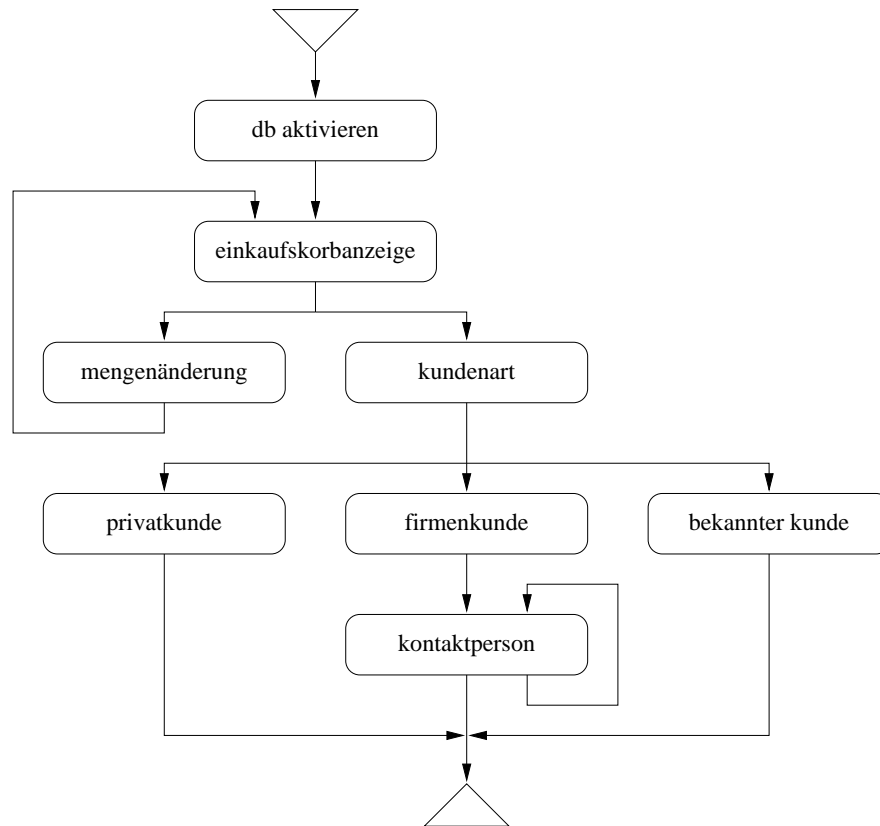 db aktivieren
einkaufskorbanzeige
mengenänderung
kundenart
privatkunde
firmenkunde
bekannter kunde
kontaktperson